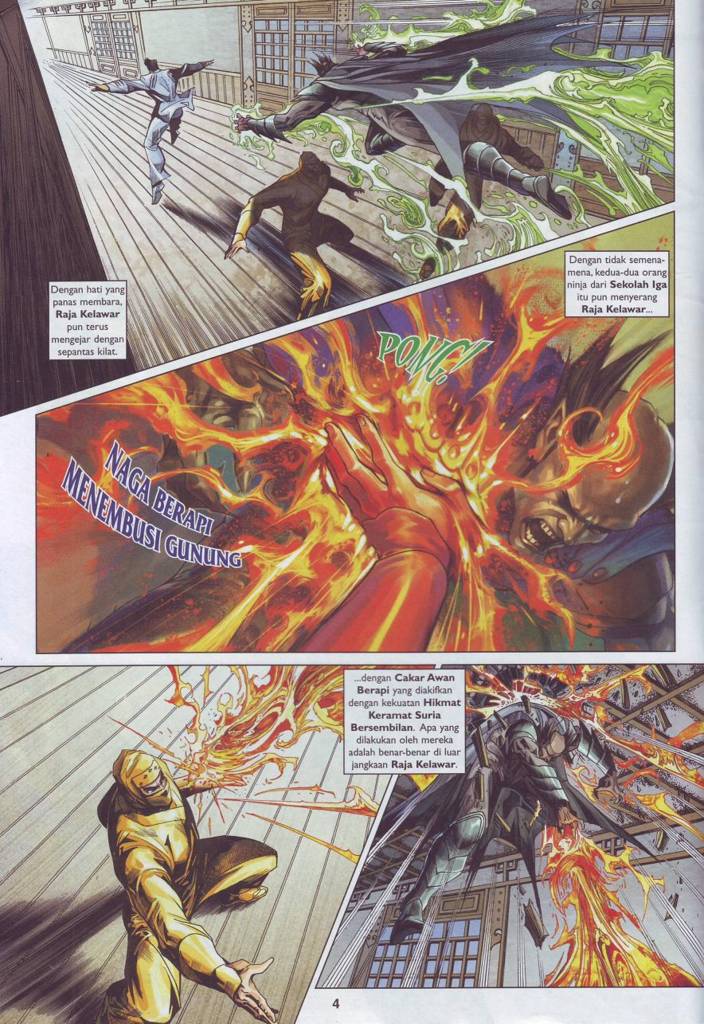 Dengan hati yang
panas membara,
Raja Kelawar
pun terus
mengejar dengan
sepantas kilat.
Dengan tidak semena-
mena, kedua-dua orang
ninja dari Sekolah Iga
itu pun menyerang
Raja Kelawar...
PONG!
NAGA BERAPI
MENEMBUSI GUNUNG
...dengan Cakar Awan
Berapi yang diakifkan
dengan kekuatan Hikmat
Keramat Suria
Bersembilan. Apa yang
dilakukan oleh mereka
adalah benar-benar di luar
jangkaan Raja Kelawar.
4